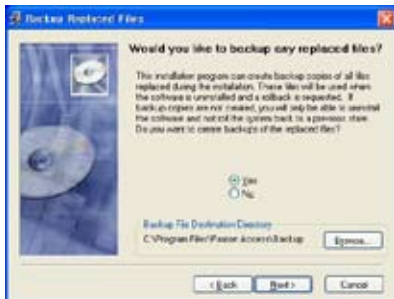 Backup Replaced Files
Would you like to backup any replaced files?
This installation program can create backup copies of all files
replaced during the installation. These files will be used when
the software is uninstalled and a rollback is requested. If
backup copies are not created, you will only be able to uninstall
the software and not roll the system back to a previous state.
Do you want to create backups of the replaced files?
Yes
No
Backup File Destination Directory
C:\Program Files\ Access\Backup
Browse...
< Back
Next >
Cancel